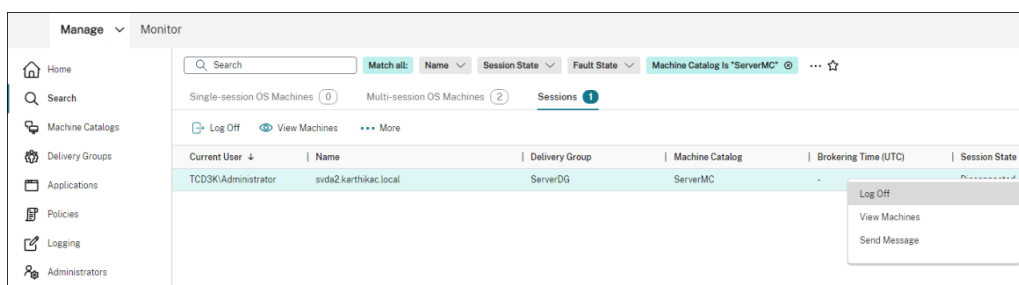 Manage Monitor
Home
Search
Machine Catalogs
Delivery Groups
Applications
Policies
Logging
Administrators
Search Match all: Name Session State Fault State Machine Catalog Is "ServerMC"
Single-session OS Machines 0 Multi-session OS Machines 2 Sessions 1
Log Off View Machines More
Current User Name Delivery Group Machine Catalog Brokering Time (UTC) Session State
TCD3K\Administrator svda2.karthikac.local ServerDG ServerMC - Disconnected
Log Off
View Machines
Send Message